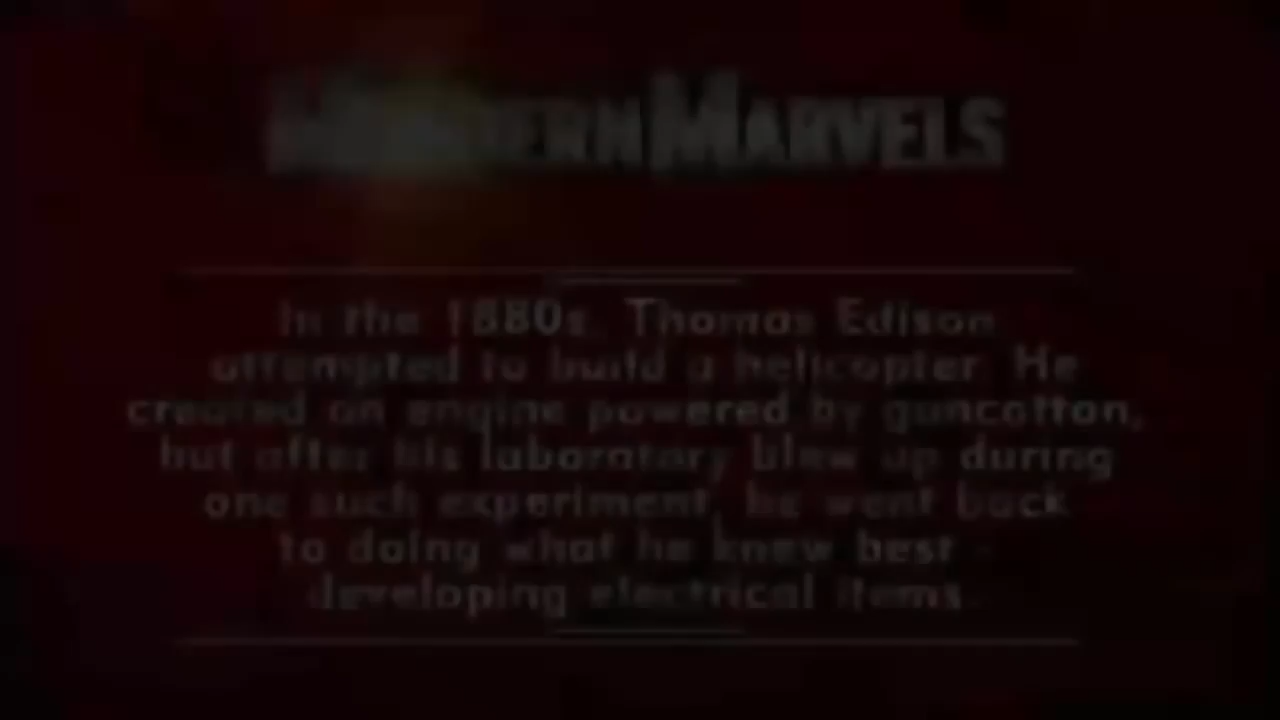 MODERN MARVELS
In the 1880s, Thomas Edison
attempted to build a helicopter. He
created an engine powered by guncotton,
but after his laboratory blew up during
one such experiment, he went back
to doing what he knew best -
developing electrical items.